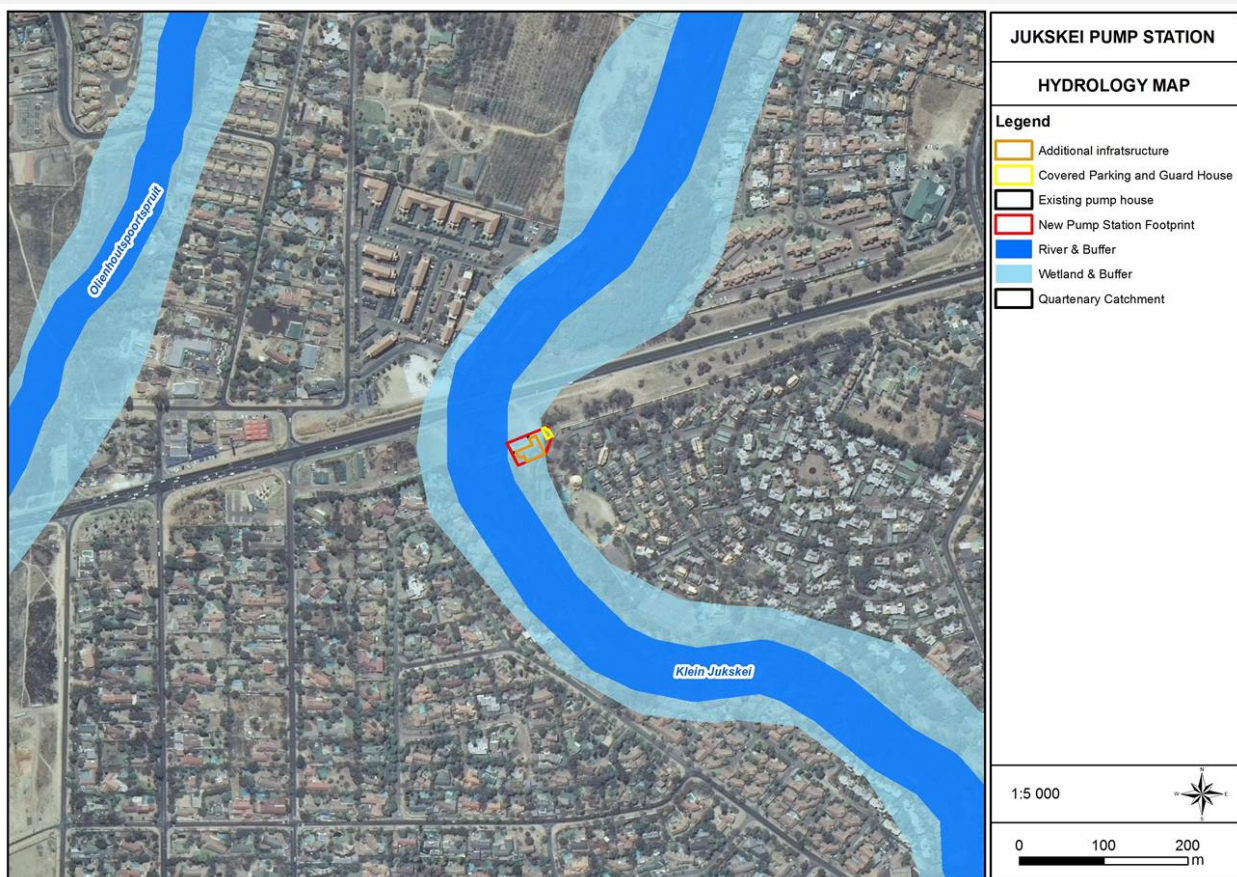 JUKSKEI PUMP STATION
HYDROLOGY MAP
Legend
Additional infratsructure
Covered Parking and Guard House
Existing pump house
New Pump Station Footprint
River & Buffer
Wetland & Buffer
Quartenary Catchment
Olienhoutspoortspruit
Klein Jukskei
1:5 000
N
W
E
S
0 100 200
m